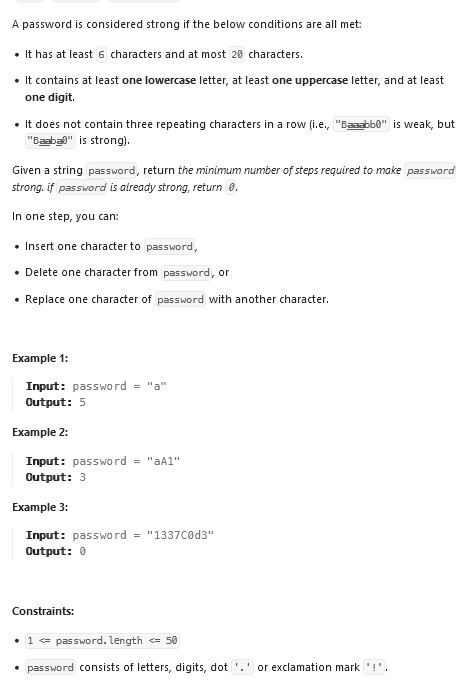 A password is considered strong if the below conditions are all met:
• It has at least 6 characters and at most 20 characters.
• It contains at least one lowercase letter, at least one uppercase letter, and at least
one digit.
• It does not contain three repeating characters in a row (i.e., "Baaabb0" is weak, but
"Baaba0" is strong).
Given a string password, return the minimum number of steps required to make password
strong. if password is already strong, return 0.
In one step, you can:
• Insert one character to password,
• Delete one character from password, or
• Replace one character of password with another character.
Example 1:
Input: password = "a"
Output: 5
Example 2:
Input: password = "aA1"
Output: 3
Example 3:
Input: password = "1337C0d3"
Output: 0
Constraints:
• 1 <= password.length <= 50
• password consists of letters, digits, dot '.' or exclamation mark '!'.